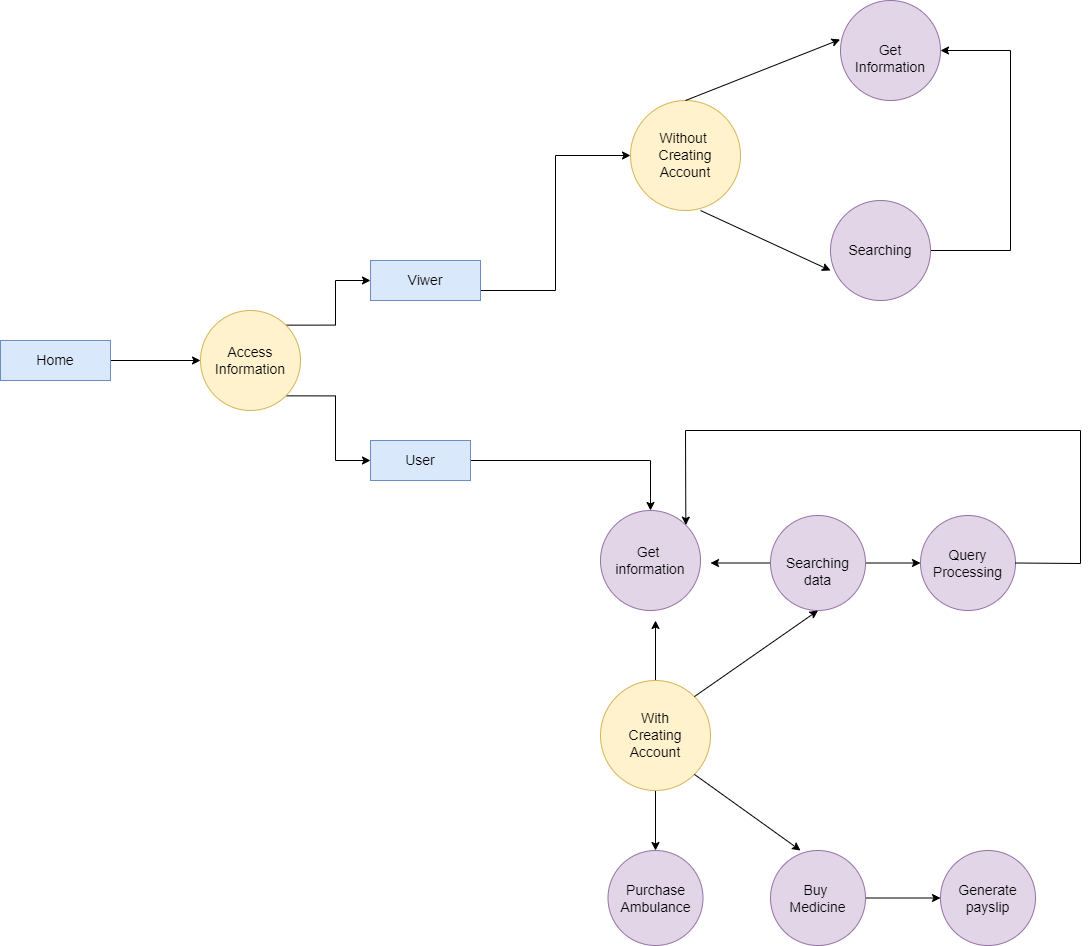 Get
Information
Without
Creating
Account
Searching
Viwer
Home
Access
Information
User
Get
information
Searching
data
Query
Processing
With
Creating
Account
Purchase
Ambulance
Buy
Medicine
Generate
payslip